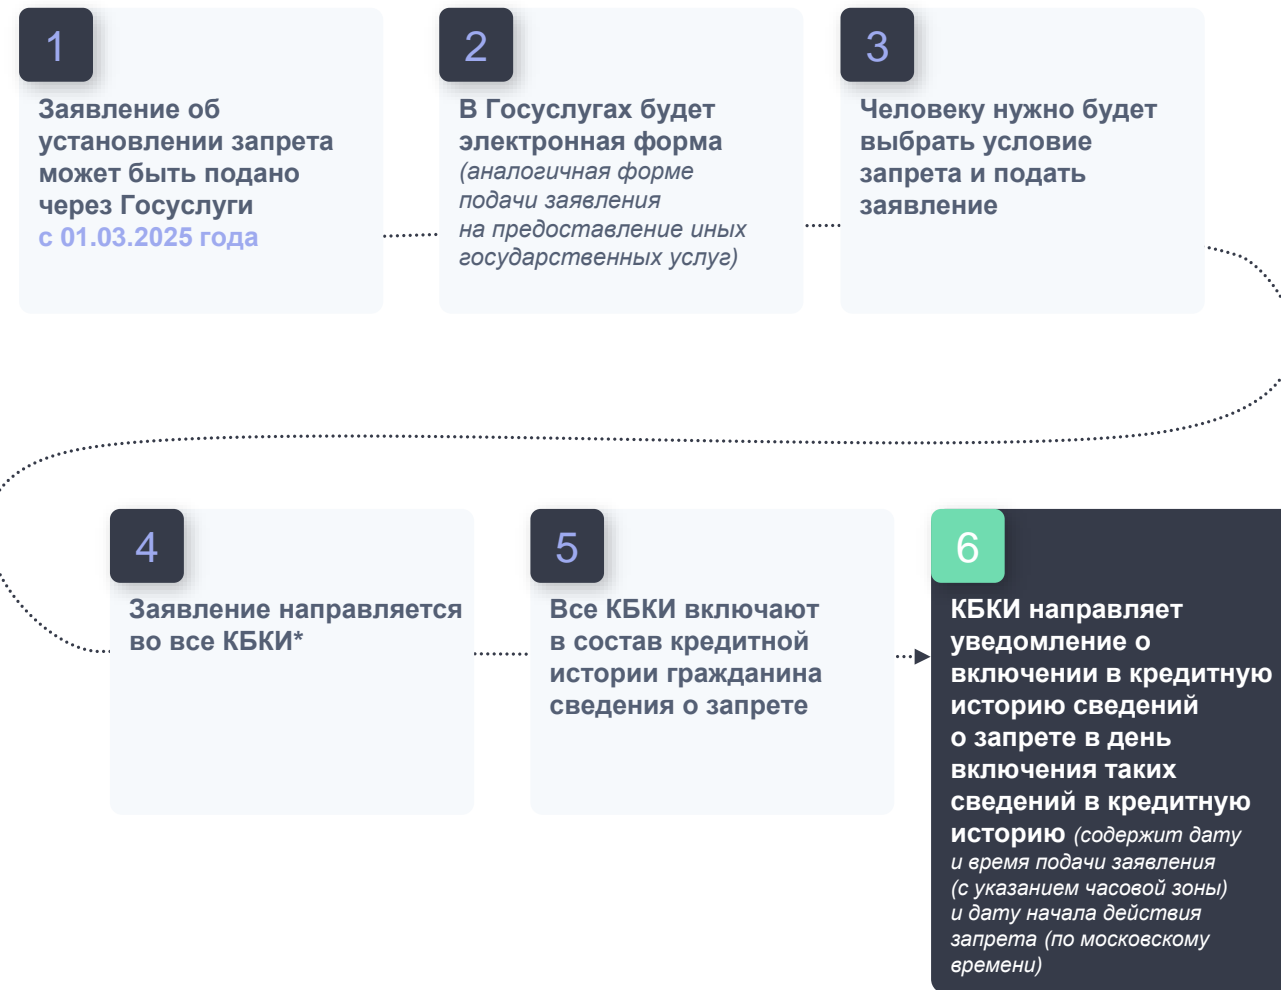 1
Заявление об
установлении запрета
может быть подано
через Госуслуги
с 01.03.2025 года
2
В Госуслугах будет
электронная форма
(аналогичная форме
подачи заявления
на предоставление иных
государственных услуг)
3
Человеку нужно будет
выбрать условие
запрета и подать
заявление
4
Заявление направляется
во все КБКИ*
5
Все КБКИ включают
в состав кредитной
истории гражданина
сведения о запрете
6
КБКИ направляет
уведомление о
включении в кредитную
историю сведений
о запрете в день
включения таких
сведений в кредитную
историю (содержит дату
и время подачи заявления
(с указанием часовой зоны)
и дату начала действия
запрета (по московскому
времени)